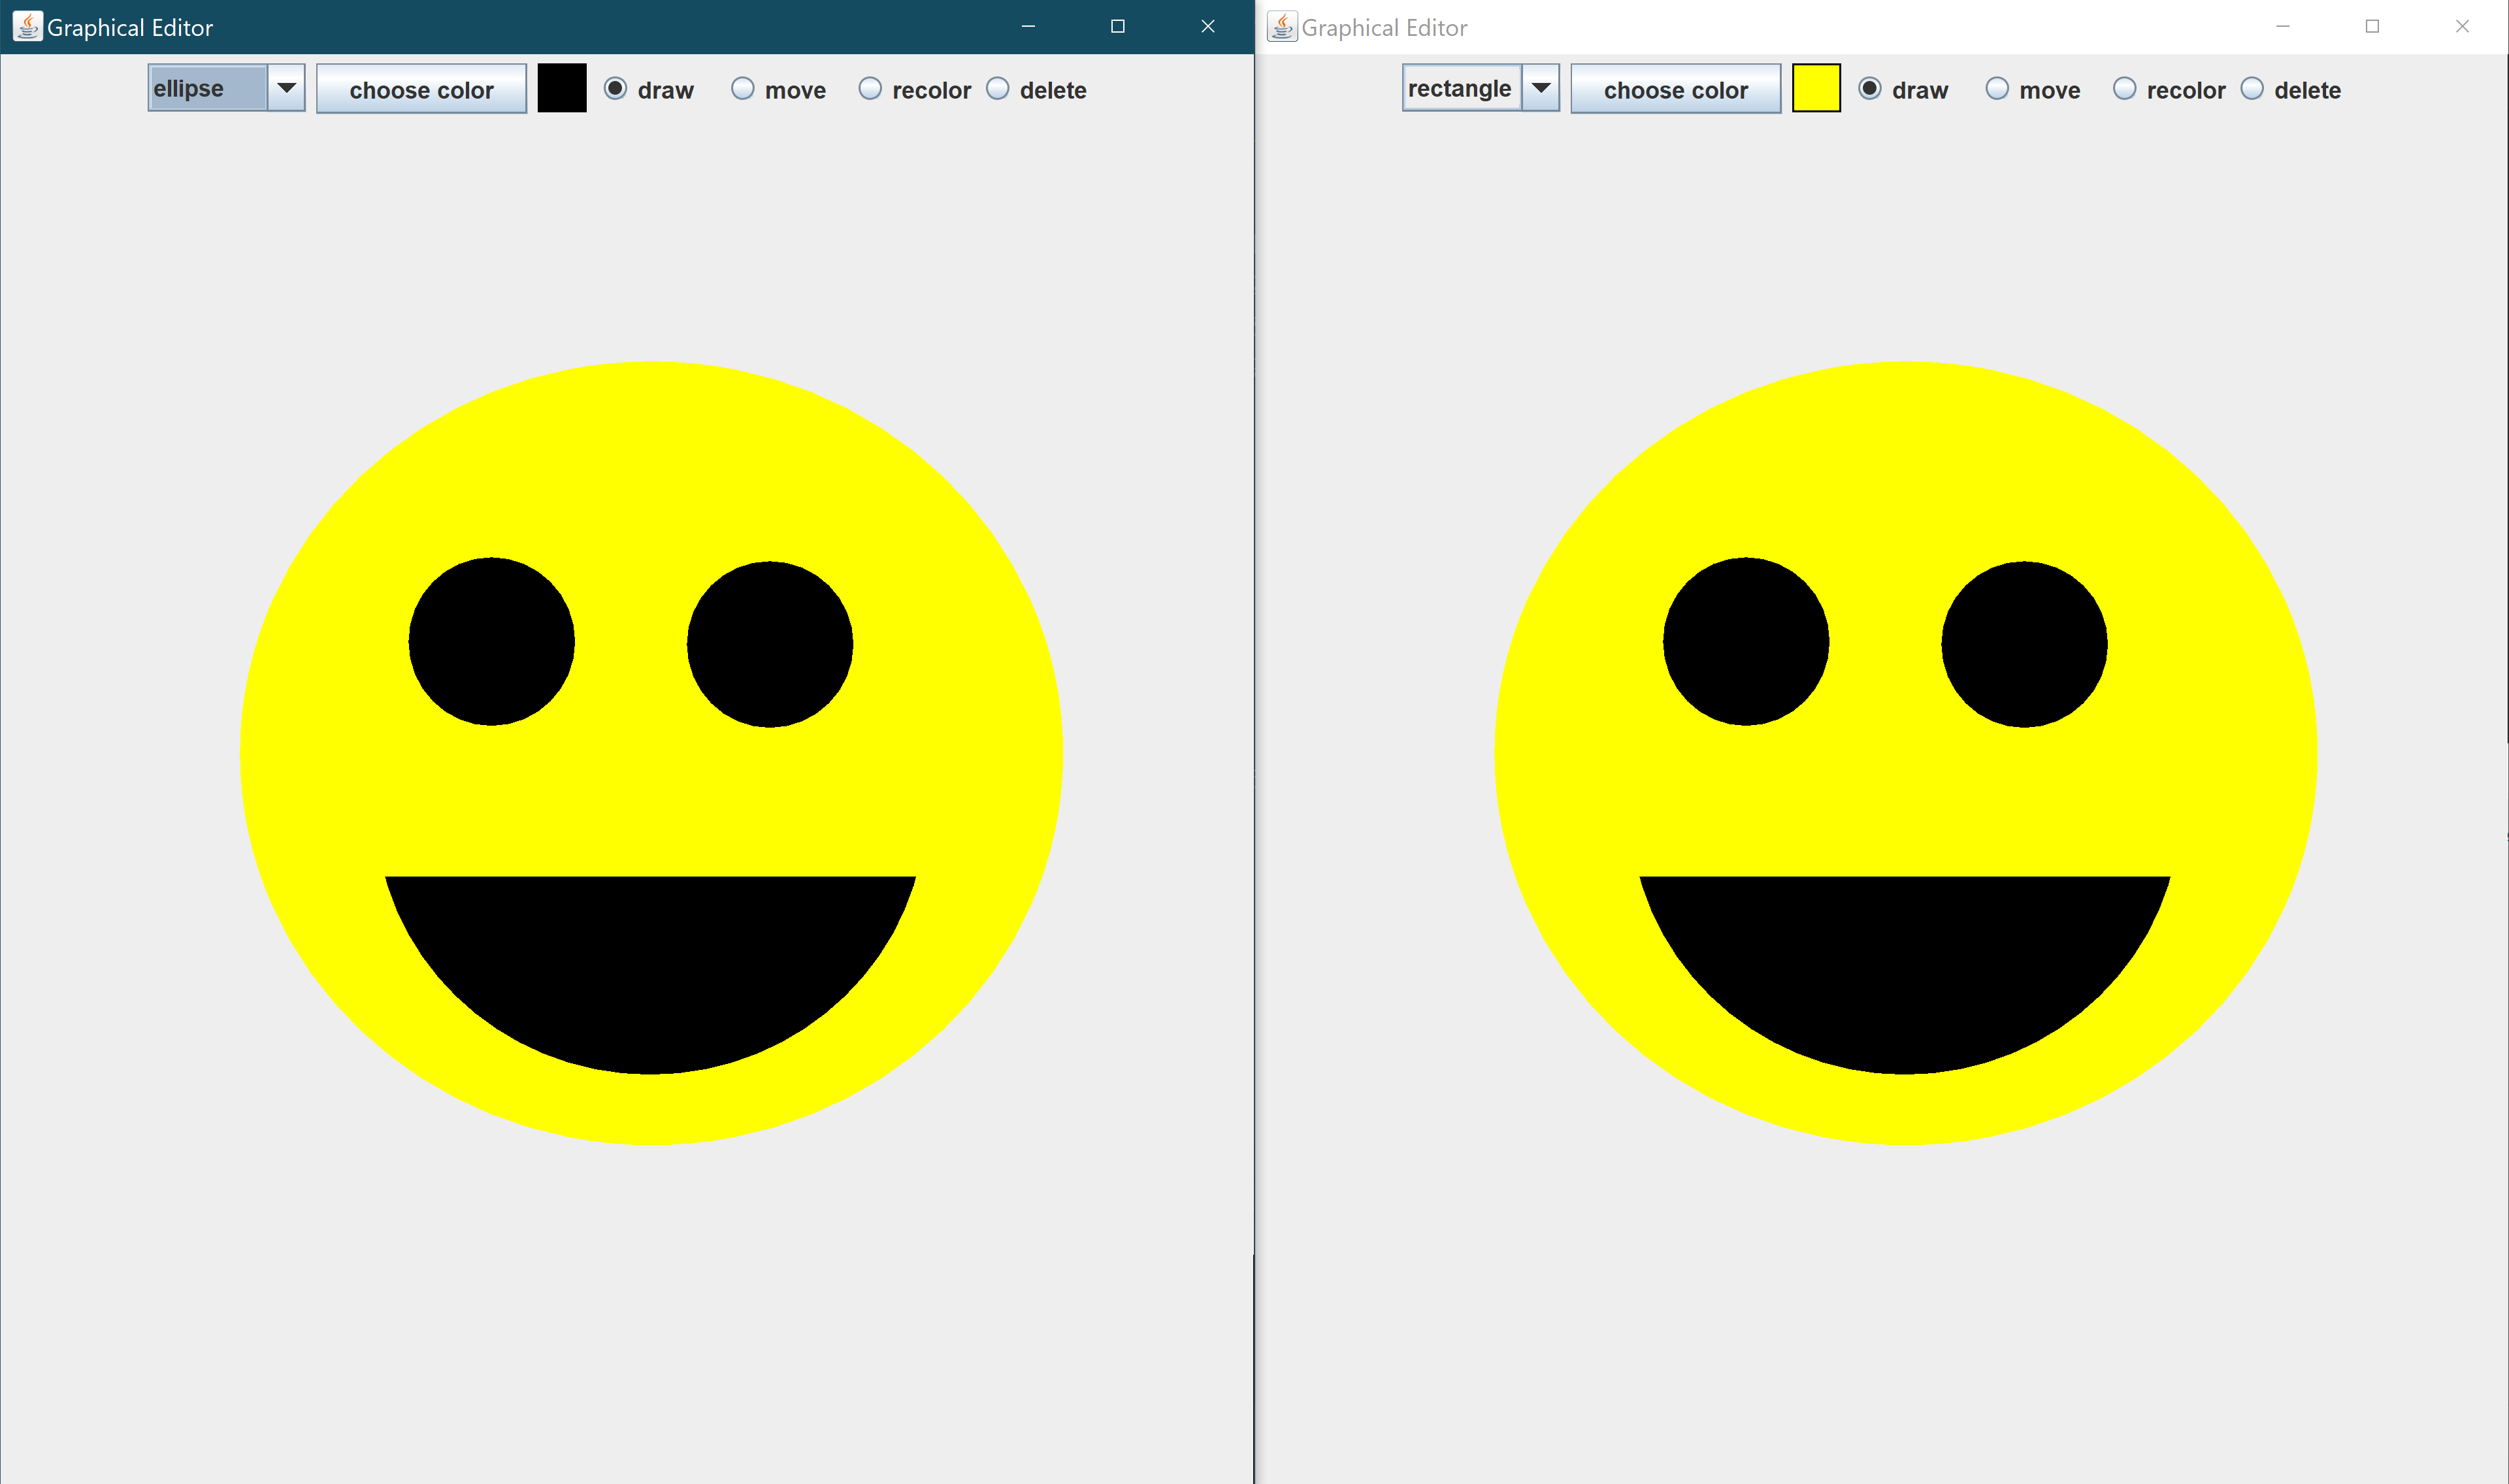 Graphical Editor
ellipse choose color draw move recolor delete
Graphical Editor
rectangle choose color draw move recolor delete